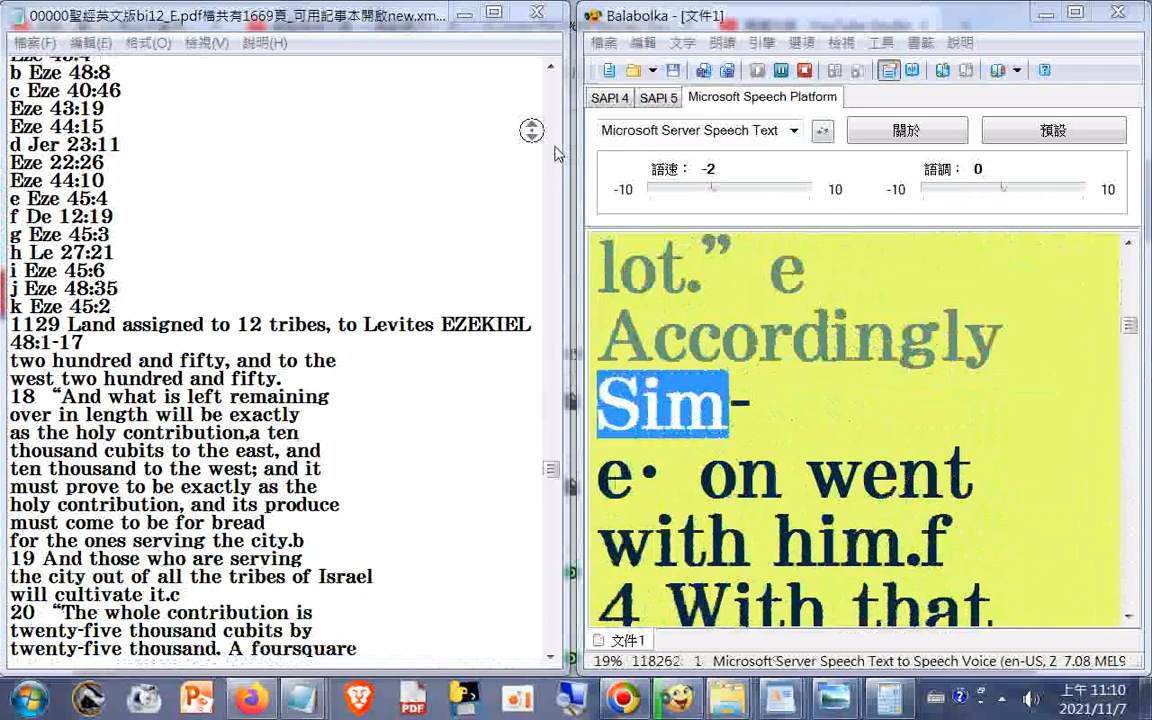 00000聖經英文版bi12_E.pdf檔共有1669頁_可用記事本開啟new.xm...
檔案(F) 編輯(E) 格式(O) 檢視(V) 說明(H)
b Eze 48:8
c Eze 40:46
Eze 43:19
Eze 44:15
d Jer 23:11
Eze 22:26
Eze 44:10
e Eze 45:4
f De 12:19
g Eze 45:3
h Le 27:21
i Eze 45:6
j Eze 48:35
k Eze 45:2
1129 Land assigned to 12 tribes, to Levites EZEKIEL
48:1-17
two hundred and fifty, and to the
west two hundred and fifty.
18 “And what is left remaining
over in length will be exactly
as the holy contribution,a ten
thousand cubits to the east, and
ten thousand to the west; and it
must prove to be exactly as the
holy contribution, and its produce
must come to be for bread
for the ones serving the city.b
19 And those who are serving
the city out of all the tribes of Israel
will cultivate it.c
20 “The whole contribution is
twenty-five thousand cubits by
twenty-five thousand. A foursquare
Balabolka - [文件1]
檔案 編輯 文字 朗讀 引擎 選項 檢視 工具 書籤 說明
SAPI 4 SAPI 5 Microsoft Speech Platform
Microsoft Server Speech Text 關於 預設
語速： -2 語調： 0
-10 10 -10 10
lot.” e
Accordingly
Sim-
e· on went
with him.f
4 With that
文件1
19% 118262 1 Microsoft Server Speech Text to Speech Voice (en-US, Z 7.08 ME
上午 11:10
2021/11/7